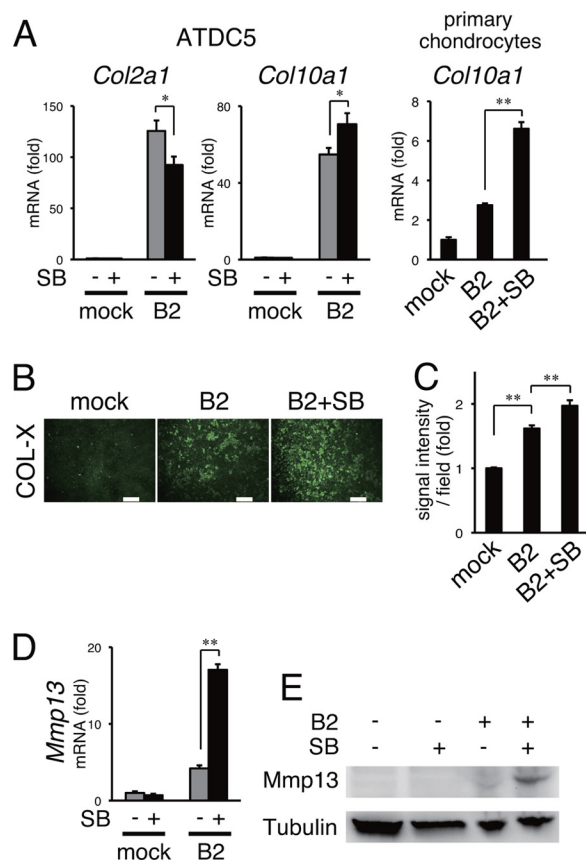 A
ATDC5
primary
chondrocytes
Col2a1
Col10a1
Col10a1
mRNA (fold)
150
100
50
0
*
SB - + - +
mock B2
mRNA (fold)
80
40
0
*
SB - + - +
mock B2
mRNA (fold)
8
6
4
2
0
**
mock
B2
B2+SB
B
mock B2 B2+SB
COL-X
C
signal intensity
/ field (fold)
2
1
0
** **
mock
B2
B2+SB
D
Mmp13
mRNA (fold)
20
10
0
**
SB - + - +
mock B2
E
B2 - - + +
SB - + - +
Mmp13
Tubulin